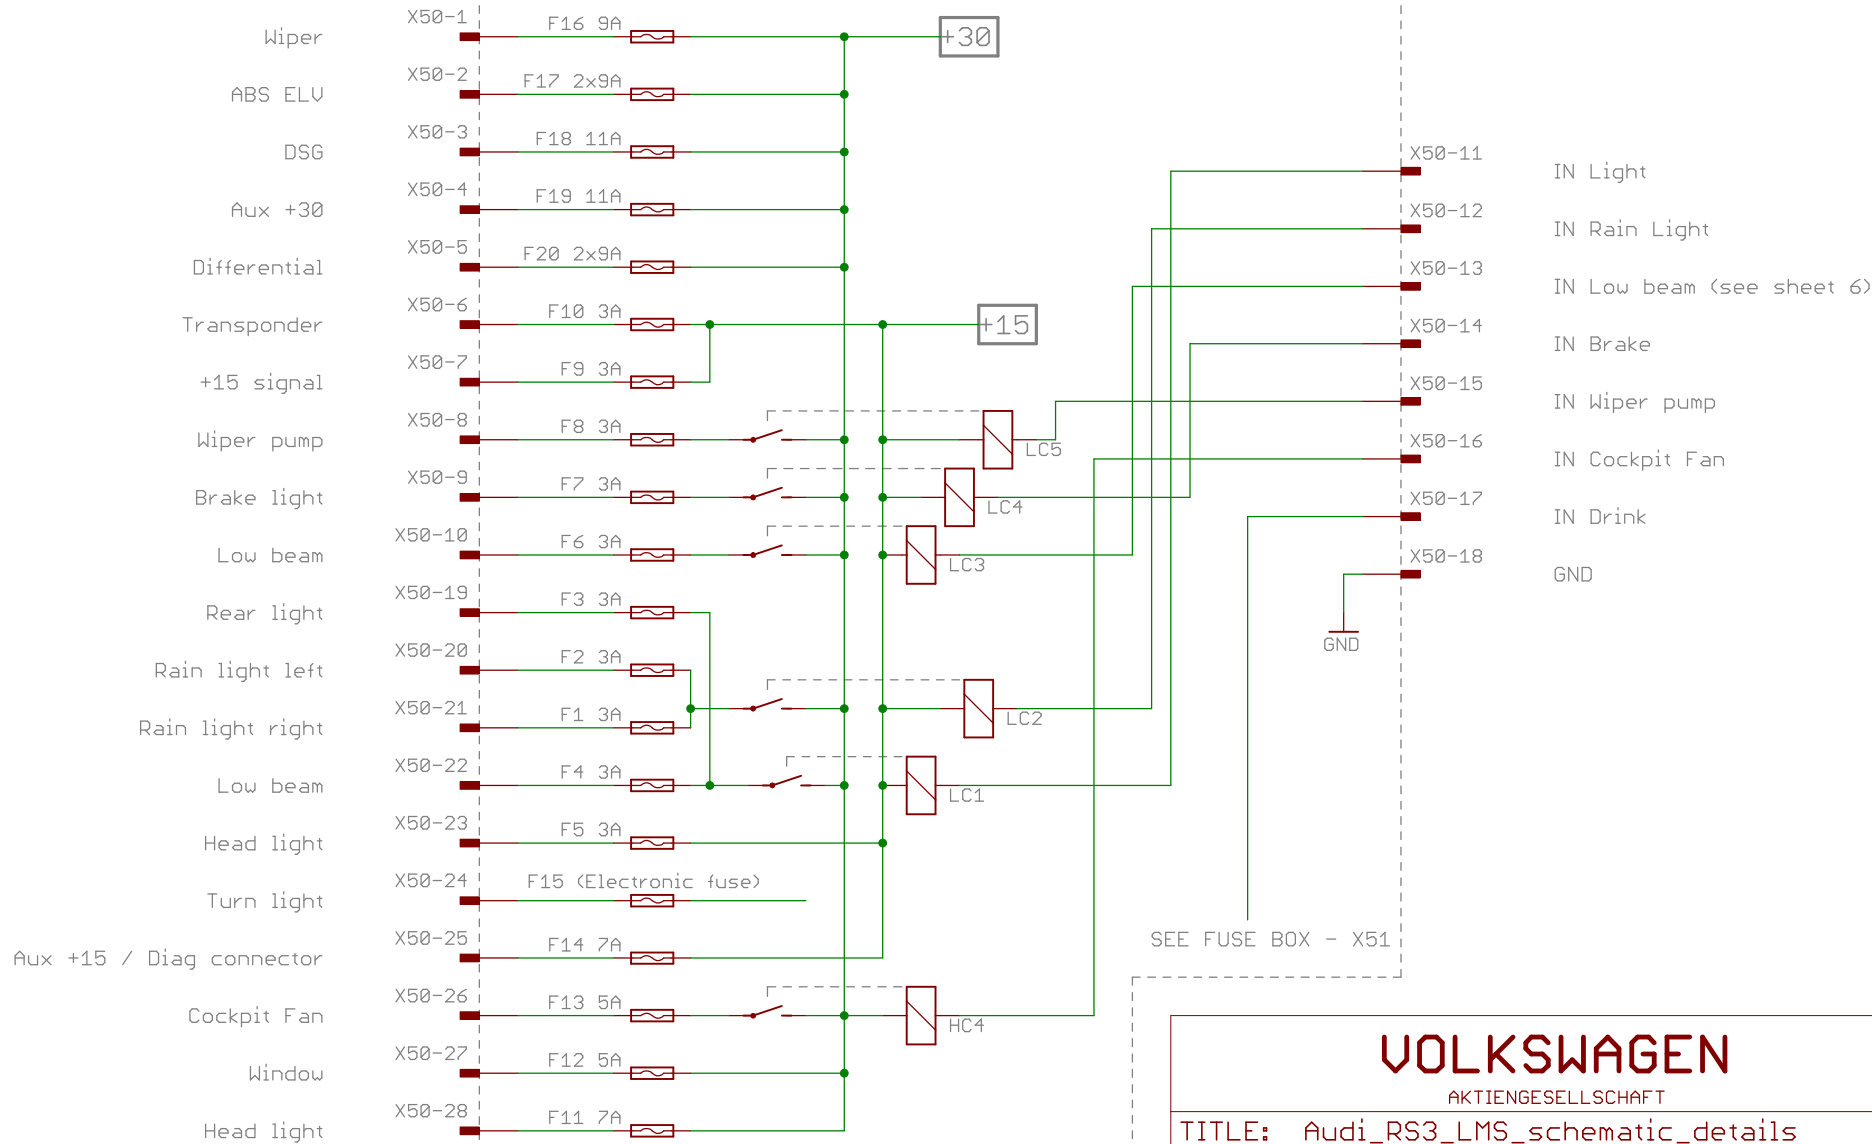 X50-1
Wiper F16 9A +30
X50-2
ABS ELV F17 2x9A
X50-3
DSG F18 11A
X50-4
Aux +30 F19 11A
X50-5
Differential F20 2x9A
X50-6
Transponder F10 3A +15
X50-7
+15 signal F9 3A
X50-8
Wiper pump F8 3A LC5
X50-9
Brake light F7 3A LC4
X50-10
Low beam F6 3A LC3
X50-19
Rear light F3 3A
X50-20
Rain light left F2 3A
X50-21
Rain light right F1 3A LC2
X50-22
Low beam F4 3A LC1
X50-23
Head light F5 3A
X50-24
Turn light F15 (Electronic fuse)
X50-25
Aux +15 / Diag connector F14 7A
X50-26
Cockpit Fan F13 5A HC4
X50-27
Window F12 5A
X50-28
Head light F11 7A
X50-11
IN Light
X50-12
IN Rain Light
X50-13
IN Low beam (see sheet 6)
X50-14
IN Brake
X50-15
IN Wiper pump
X50-16
IN Cockpit Fan
X50-17
IN Drink
X50-18
GND
GND
SEE FUSE BOX - X51
VOLKSWAGEN
AKTIENGESELLSCHAFT
TITLE: Audi_RS3_LMS_schematic_details